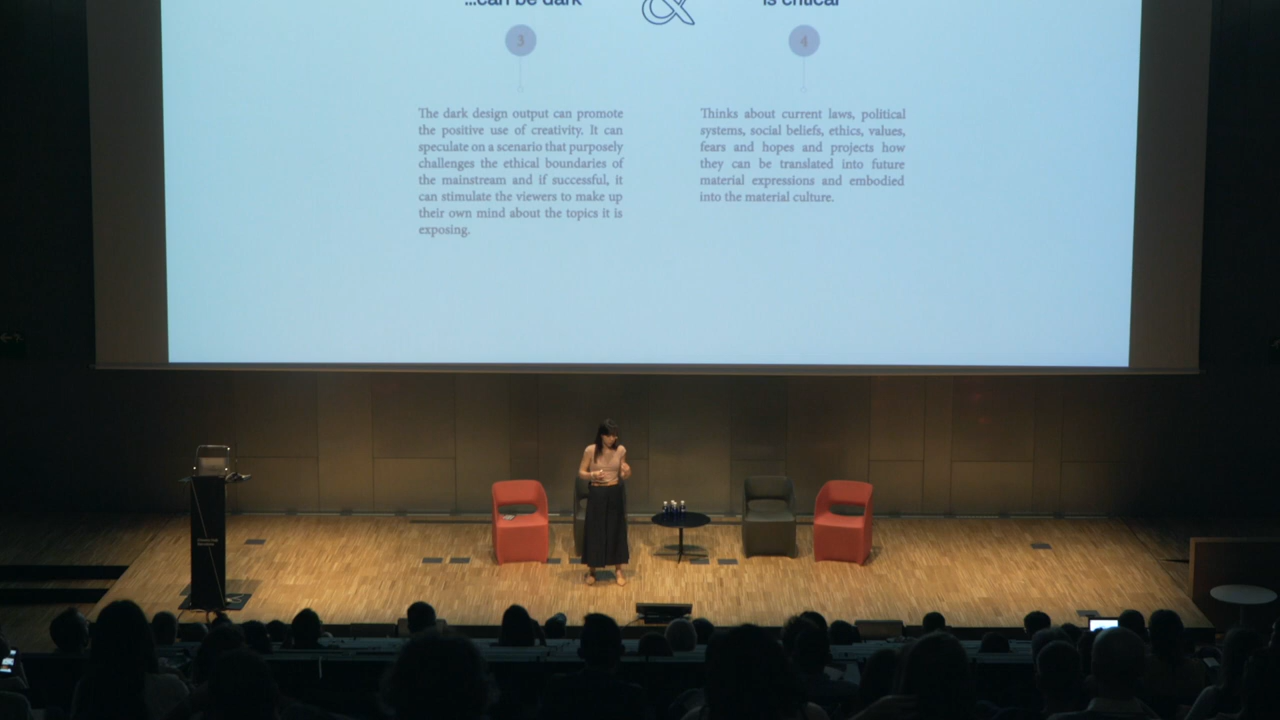 ...can be dark
&
is critical
3
4
The dark design output can promote
the positive use of creativity. It can
speculate on a scenario that purposely
challenges the ethical boundaries of
the mainstream and if successful, it
can stimulate the viewers to make up
their own mind about the topics it is
exposing.
Thinks about current laws, political
systems, social beliefs, ethics, values,
fears and hopes and projects how
they can be translated into future
material expressions and embodied
into the material culture.